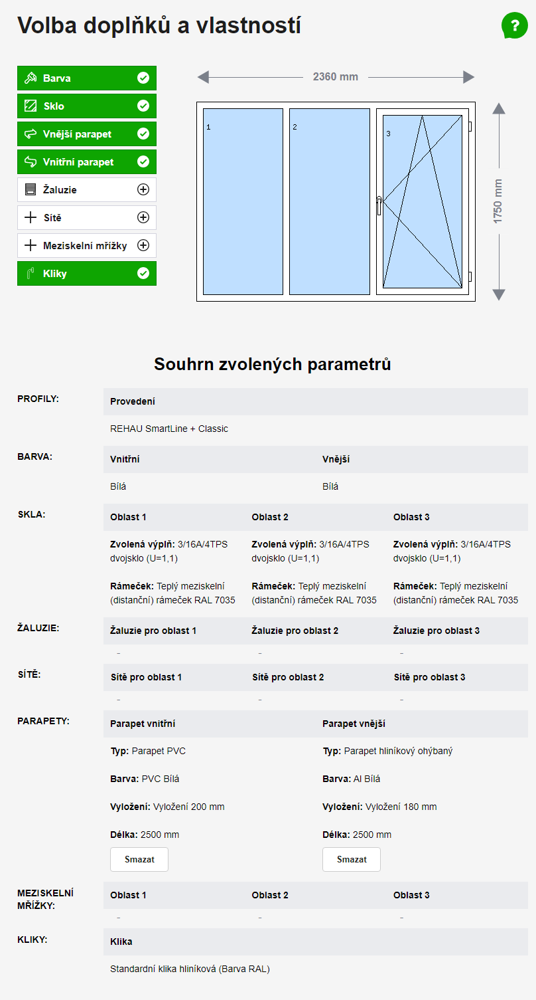 Volba doplňků a vlastností
?
Barva
Sklo
Vnější parapet
Vnitřní parapet
Žaluzie
Sítě
Meziskelní mřížky
Kliky
2360 mm
1
2
3
1750 mm
Souhrn zvolených parametrů
PROFILY:
Provedení
REHAU SmartLine + Classic
BARVA:
Vnitřní Vnější
Bílá Bílá
SKLA:
Oblast 1 Oblast 2 Oblast 3
Zvolená výplň: 3/16A/4TPS Zvolená výplň: 3/16A/4TPS Zvolená výplň: 3/16A/4TPS
dvojsklo (U=1,1) dvojsklo (U=1,1) dvojsklo (U=1,1)
Rámeček: Teplý meziskelní Rámeček: Teplý meziskelní Rámeček: Teplý meziskelní
(distanční) rámeček RAL 7035 (distanční) rámeček RAL 7035 (distanční) rámeček RAL 7035
ŽALUZIE:
Žaluzie pro oblast 1 Žaluzie pro oblast 2 Žaluzie pro oblast 3
- - -
SÍTĚ:
Sítě pro oblast 1 Sítě pro oblast 2 Sítě pro oblast 3
- - -
PARAPETY:
Parapet vnitřní Parapet vnější
Typ: Parapet PVC Typ: Parapet hliníkový ohýbaný
Barva: PVC Bílá Barva: Al Bílá
Vyložení: Vyložení 200 mm Vyložení: Vyložení 180 mm
Délka: 2500 mm Délka: 2500 mm
Smazat Smazat
MEZISKELNÍ
MŘÍŽKY:
Oblast 1 Oblast 2 Oblast 3
- - -
KLIKY:
Klika
Standardní klika hliníková (Barva RAL)